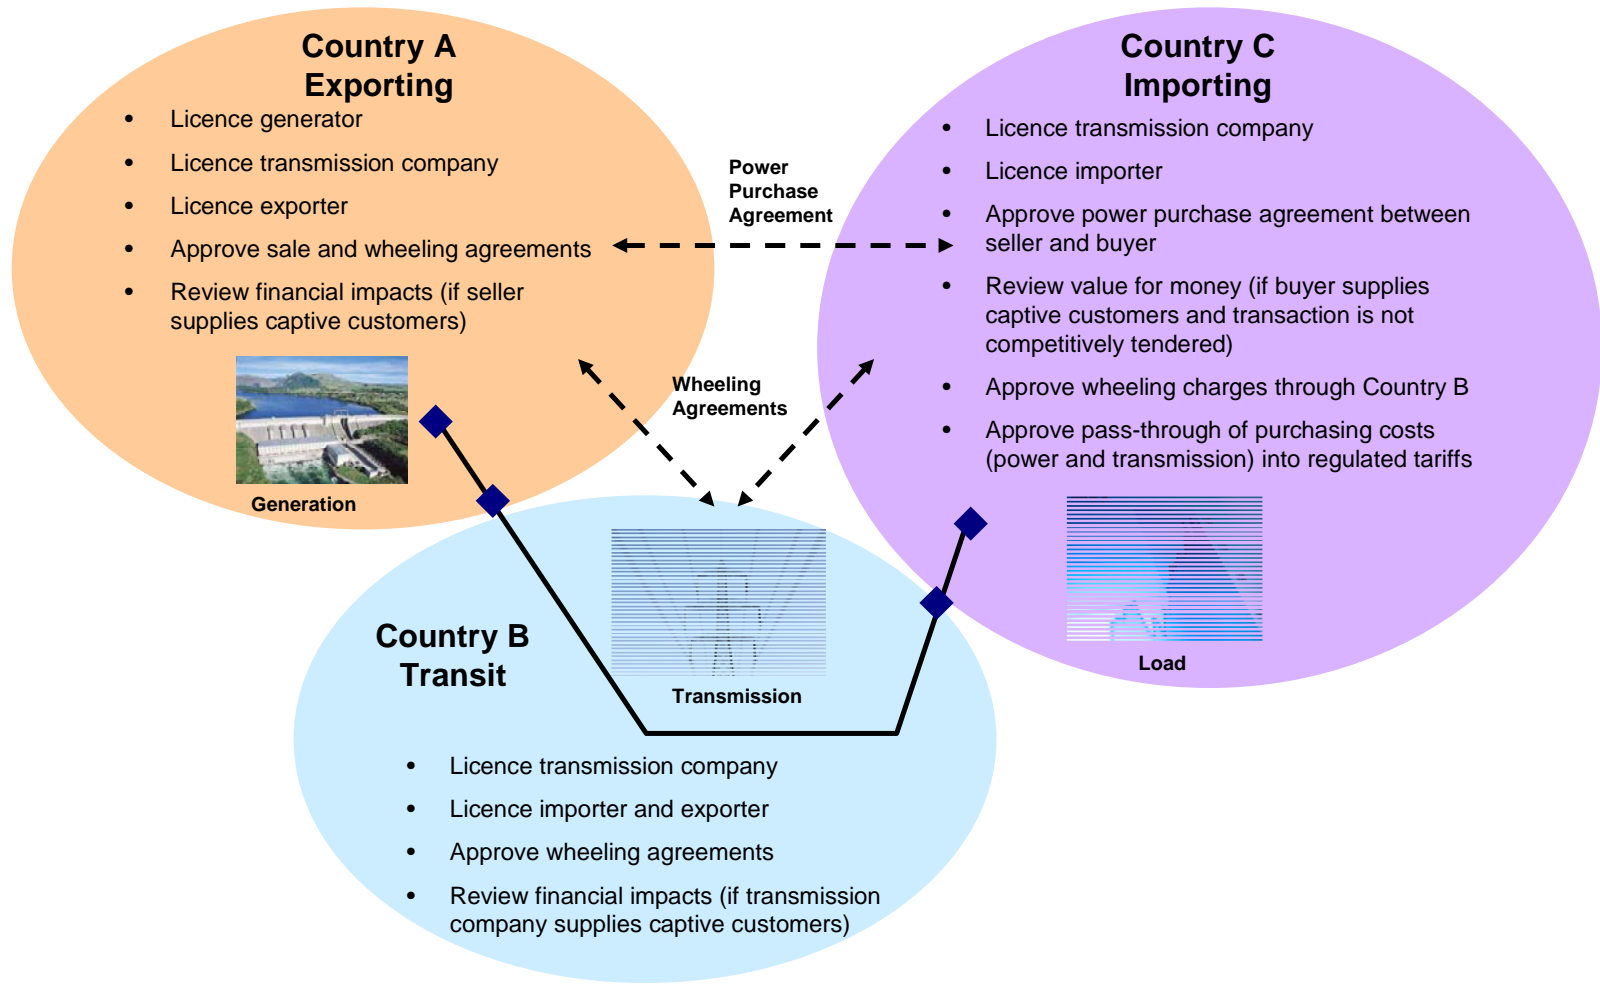 Country A
Exporting
• Licence generator
• Licence transmission company
• Licence exporter
• Approve sale and wheeling agreements
• Review financial impacts (if seller
supplies captive customers)
Generation
Power
Purchase
Agreement
Wheeling
Agreements
Country C
Importing
• Licence transmission company
• Licence importer
• Approve power purchase agreement between
seller and buyer
• Review value for money (if buyer supplies
captive customers and transaction is not
competitively tendered)
• Approve wheeling charges through Country B
• Approve pass-through of purchasing costs
(power and transmission) into regulated tariffs
Load
Country B
Transit
Transmission
• Licence transmission company
• Licence importer and exporter
• Approve wheeling agreements
• Review financial impacts (if transmission
company supplies captive customers)